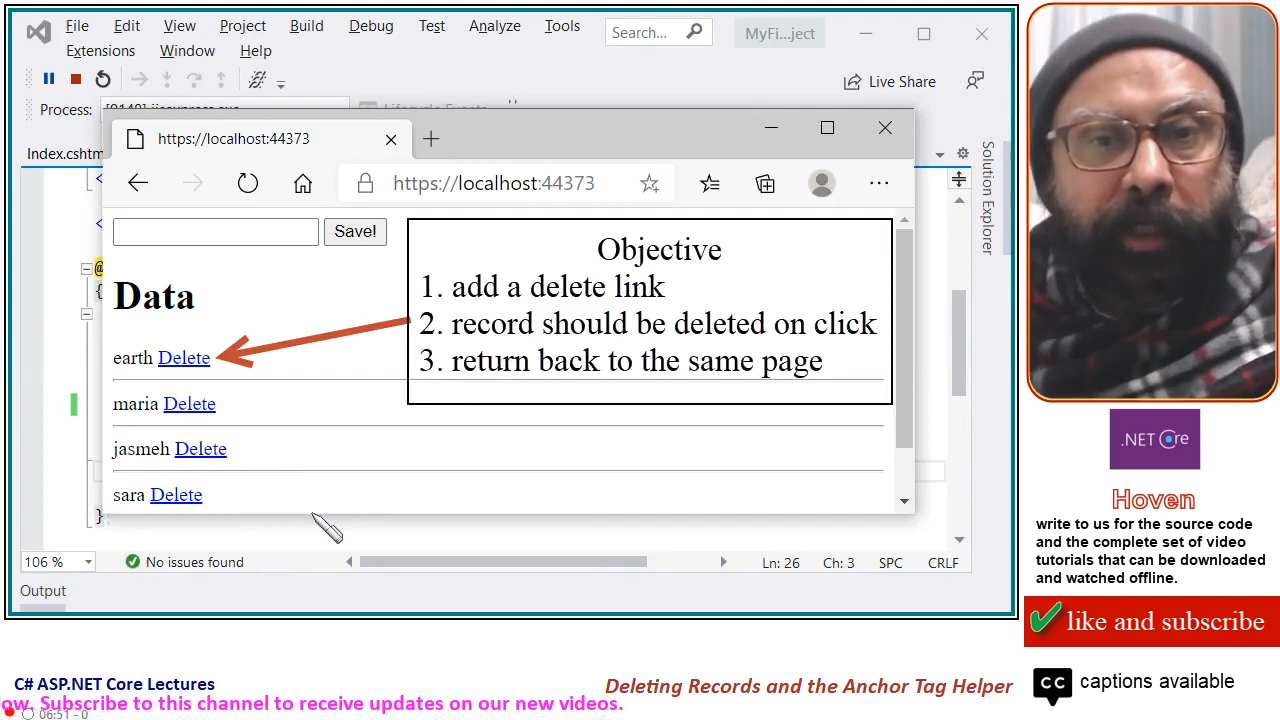 File Edit View Project Build Debug Test Analyze Tools
Search...
MyFi...ject
Extensions Window Help
Live Share
Process:
Index.cshtm
https://localhost:44373
https://localhost:44373
Solution Explorer
Save!
Objective
1. add a delete link
2. record should be deleted on click
3. return back to the same page
Data
earth Delete
maria Delete
jasmeh Delete
sara Delete
}
106 %
No issues found
Ln: 26 Ch: 3 SPC CRLF
Output
.NET Core
Hoven
write to us for the source code
and the complete set of video
tutorials that can be downloaded
and watched offline.
like and subscribe
CC captions available
C# ASP.NET Core Lectures
Deleting Records and the Anchor Tag Helper
ow. Subscribe to this channel to receive updates on our new videos.
06:51 - 0